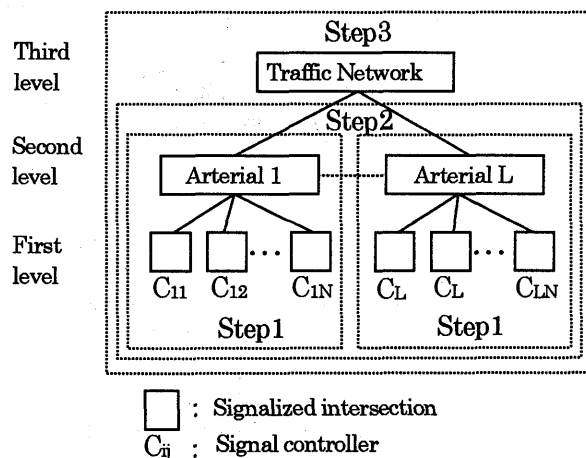 Step3
Third level
Traffic Network
Step2
Second level
Arterial 1
Arterial L
First level
C11 C12 ··· C1N
CL CL ··· CLN
Step1
Step1
: Signalized intersection
Cij : Signal controller